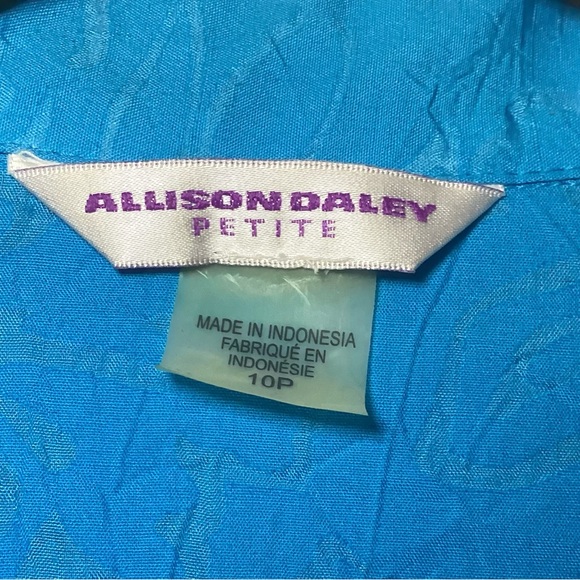 ALLISON DALEY
PETITE
MADE IN INDONESIA
FABRIQUÉ EN
INDONÉSIE
10P